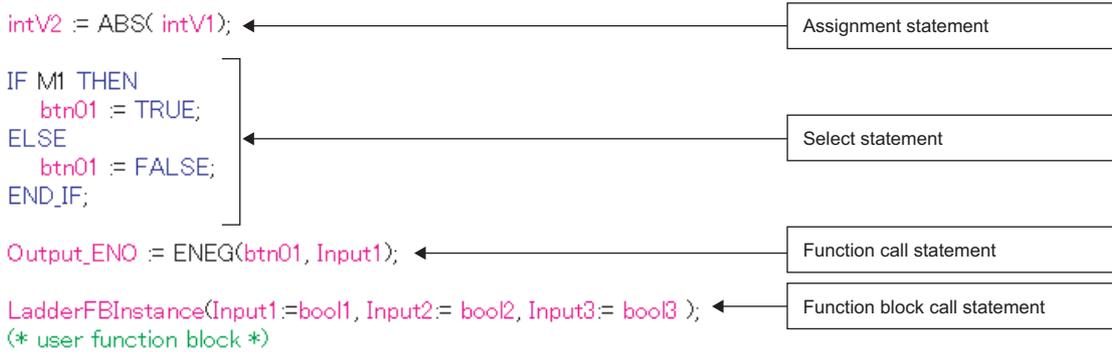 intV2 := ABS( intV1);
Assignment statement
IF M1 THEN
btn01 := TRUE;
ELSE
btn01 := FALSE;
END_IF;
Select statement
Output_ENO := ENEG(btn01, Input1);
Function call statement
LadderFBInstance(Input1:=bool1, Input2:= bool2, Input3:= bool3 );
Function block call statement
(* user function block *)